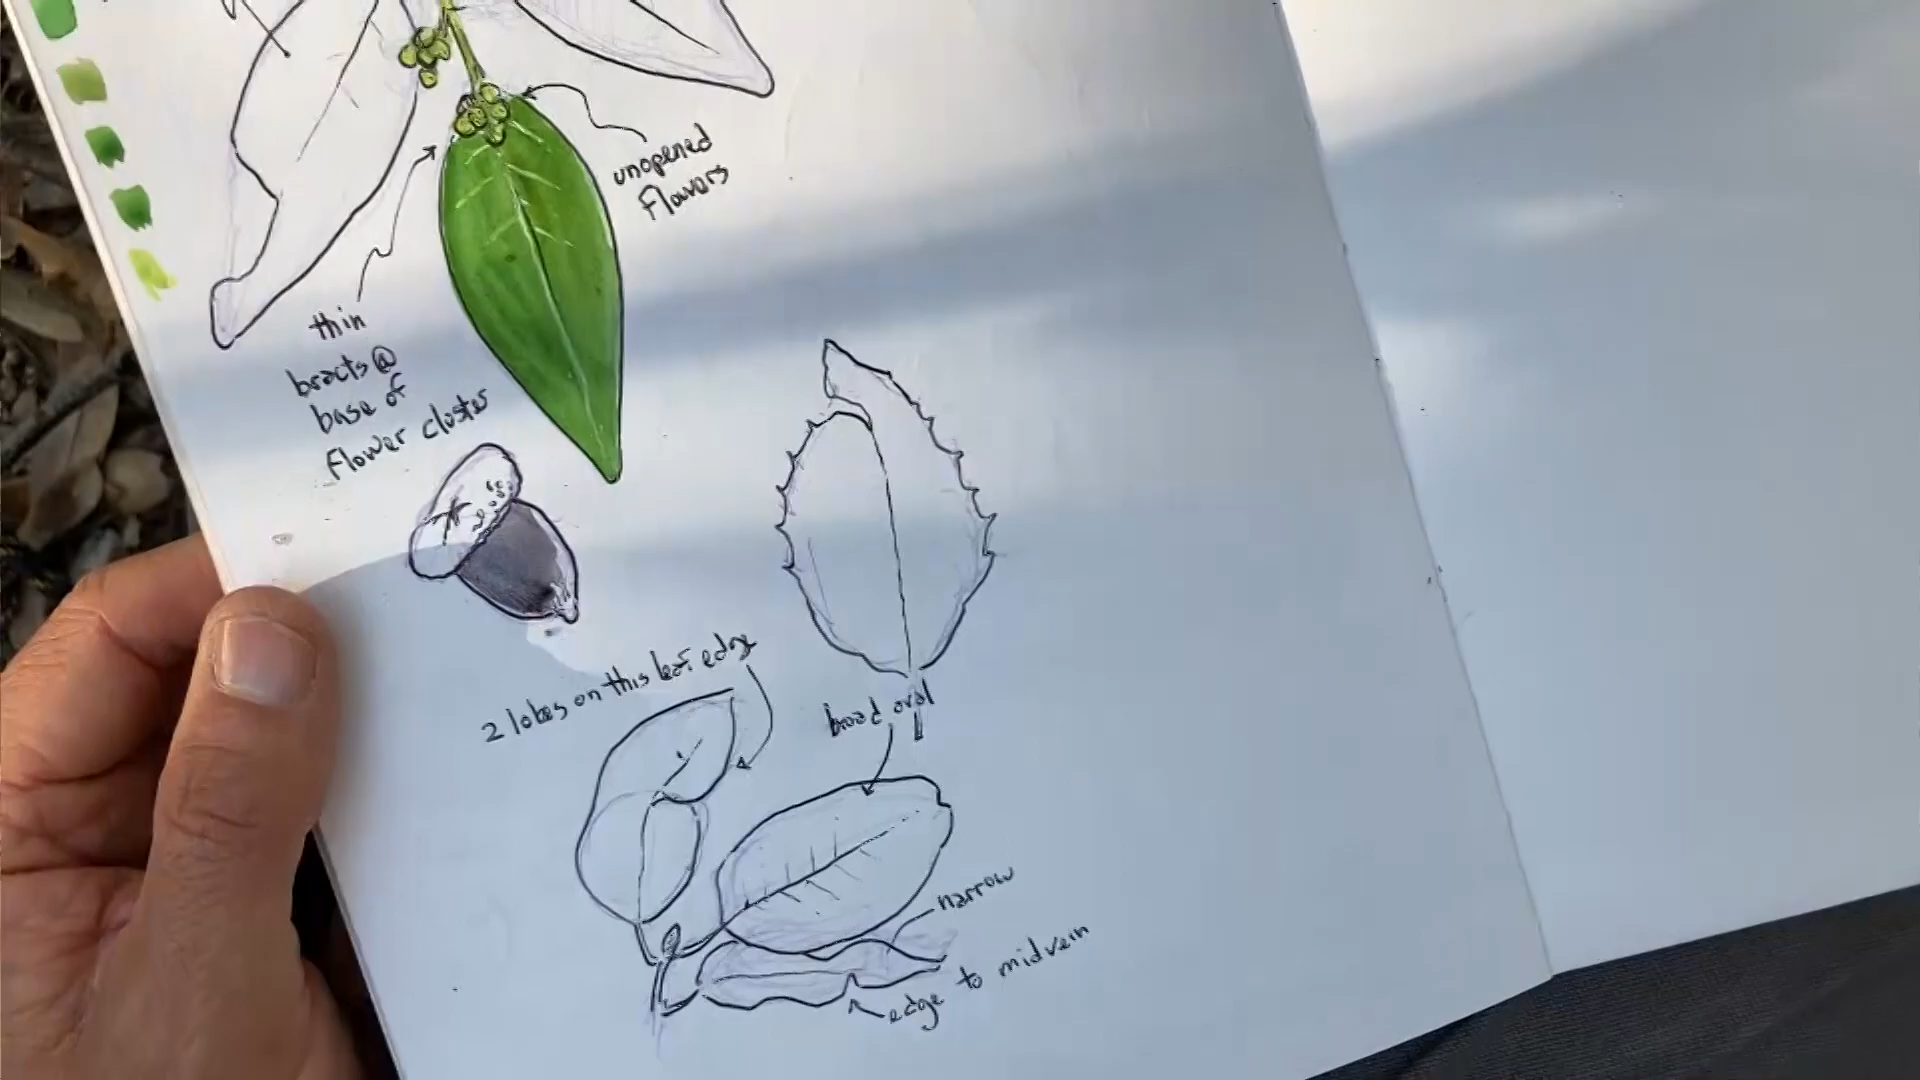 unopened
flowers
thin
bracts @
base of
flower cluster
2 lobes on this leaf edge
broad oval
narrow
edge to midvein